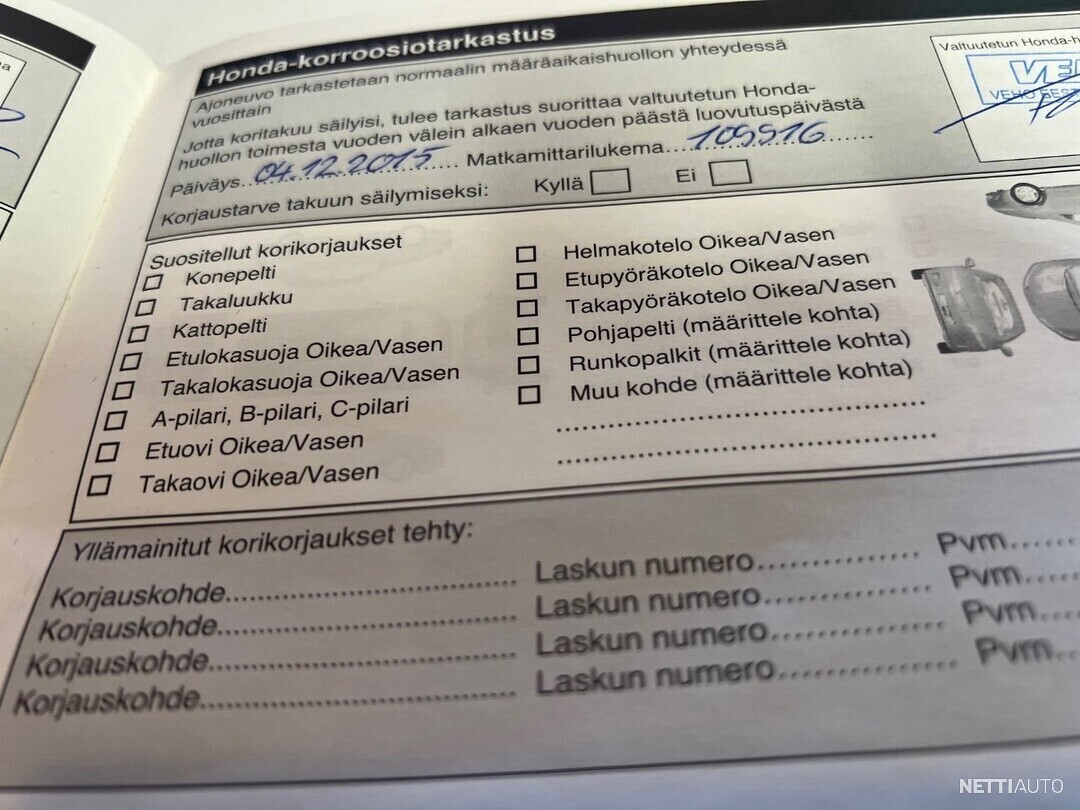 Honda-korroosiotarkastus
Ajoneuvo tarkastetaan normaalin määräaikaishuollon yhteydessä
vuosittain
Jotta koritakuu säilyisi, tulee tarkastus suorittaa valtuutetun Honda-
huollon toimesta vuoden välein alkaen vuoden päästä luovutuspäivästä
Päiväys...04.12.2015.... Matkamittarilukema....109916.......
Korjaustarve takuun säilymiseksi: Kyllä Ei
Valtuutetun Honda-h
VE
VEHO
Suositellut korikorjaukset
Konepelti
Takaluukku
Kattopelti
Etulokasuoja Oikea/Vasen
Takalokasuoja Oikea/Vasen
A-pilari, B-pilari, C-pilari
Etuovi Oikea/Vasen
Takaovi Oikea/Vasen
Helmakotelo Oikea/Vasen
Etupyöräkotelo Oikea/Vasen
Takapyöräkotelo Oikea/Vasen
Pohjapelti (määrittele kohta)
Runkopalkit (määrittele kohta)
Muu kohde (määrittele kohta)
Yllämainitut korikorjaukset tehty:
Korjauskohde.............................. Laskun numero................ Pvm......
Korjauskohde.............................. Laskun numero................ Pvm......
Korjauskohde.............................. Laskun numero................ Pvm......
Korjauskohde.............................. Laskun numero................ Pvm......
NETTIAUTO